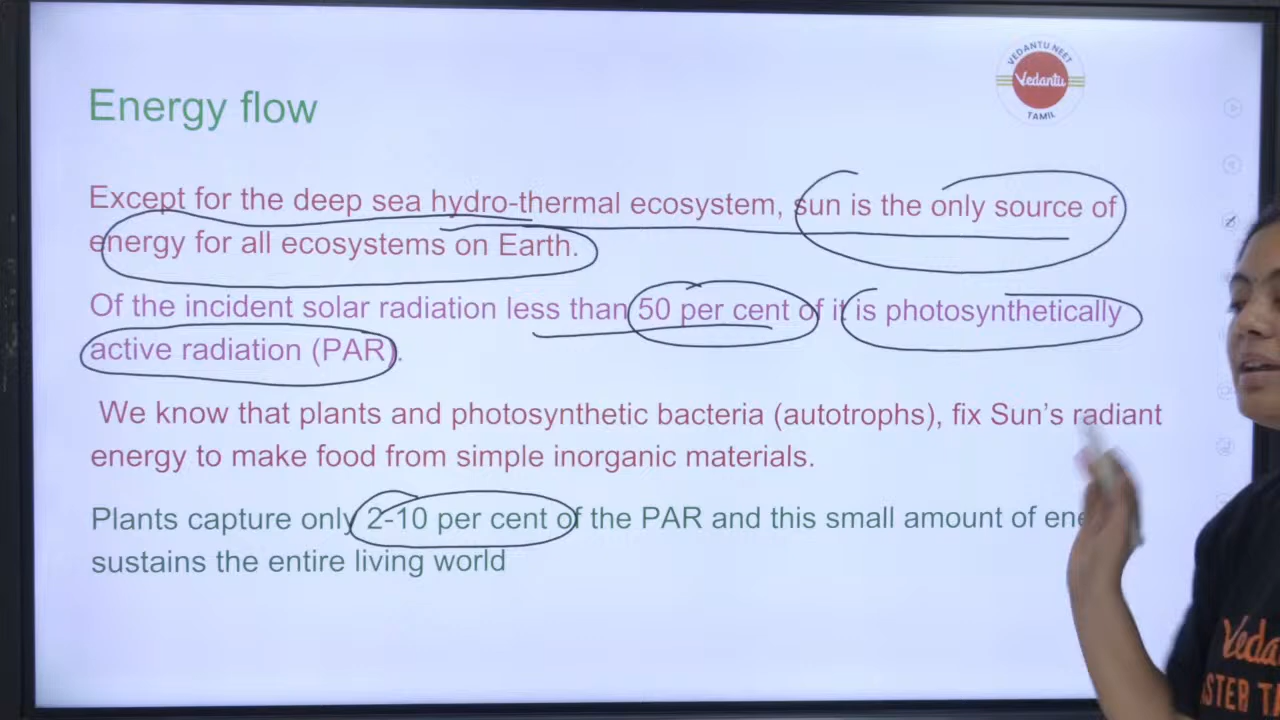 VEDANTU NEET
Vedantu
TAMIL
Energy flow
Except for the deep sea hydro-thermal ecosystem, sun is the only source of
energy for all ecosystems on Earth.
Of the incident solar radiation less than 50 per cent of it is photosynthetically
active radiation (PAR).
We know that plants and photosynthetic bacteria (autotrophs), fix Sun's radiant
energy to make food from simple inorganic materials.
Plants capture only 2-10 per cent of the PAR and this small amount of
sustains the entire living world